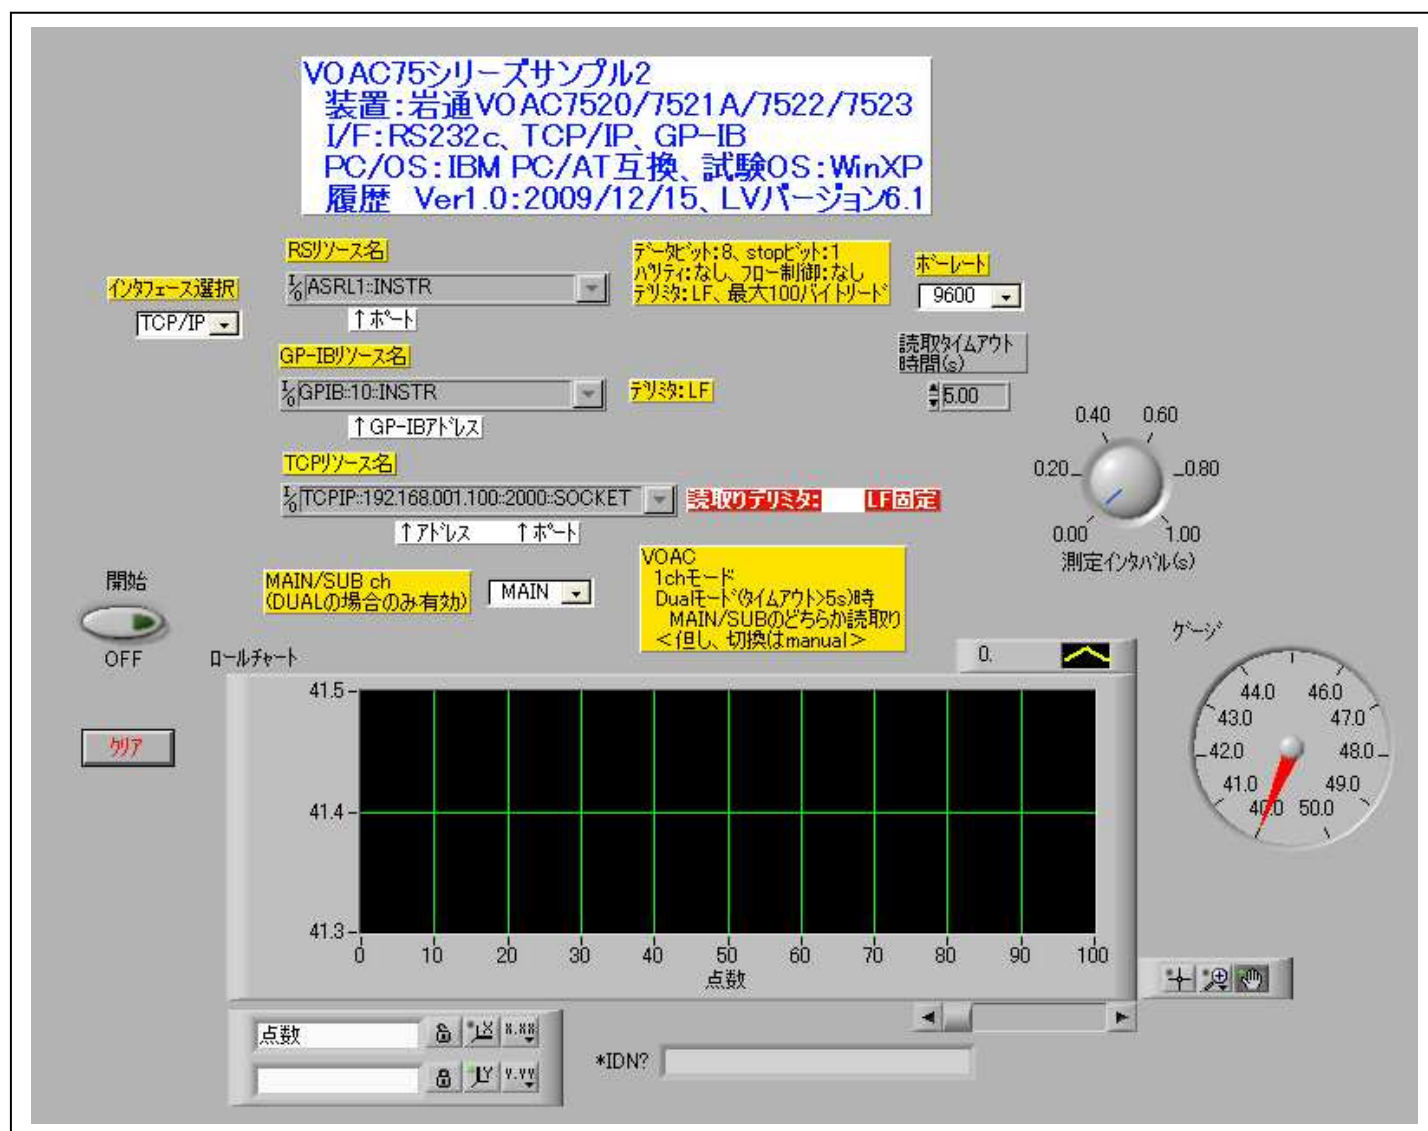 VOAC75シリーズサンプル2
装置:岩通VOAC7520/7521A/7522/7523
I/F:RS232c、TCP/IP、GP-IB
PC/OS:IBM PC/AT互換、試験OS:WinXP
履歴 Ver1.0:2009/12/15、LVバージョン6.1
インタフェース選択
TCP/IP
RSリソース名
ASRL1::INSTR
↑ポート
データビット:8、stopビット:1
パリティ:なし、フロー制御:なし
デリミタ:LF、最大100バイトリード
ボーレート
9600
読取タイムアウト
時間(s)
5.00
GP-IBリソース名
GPIB::10::INSTR
↑GP-IBアドレス
デリミタ:LF
TCPリソース名
TCPIP::192.168.001.100::2000::SOCKET
↑アドレス ↑ポート
読取りデリミタ: LF固定
0.00
0.20
0.40
0.60
0.80
1.00
測定インタバル(s)
開始
OFF
MAIN/SUB ch
(DUALの場合のみ有効)
MAIN
VOAC
1chモード
Dualモード(タイムアウト>5s)時
MAIN/SUBのどちらか読取り
<但し、切換はmanual>
クリア
ロールチャート
0.
41.5
41.4
41.3
0 10 20 30 40 50 60 70 80 90 100
点数
ゲージ
40.0
41.0
42.0
43.0
44.0
46.0
47.0
48.0
49.0
50.0
点数
X
X.XX
Y
Y.YY
*IDN?